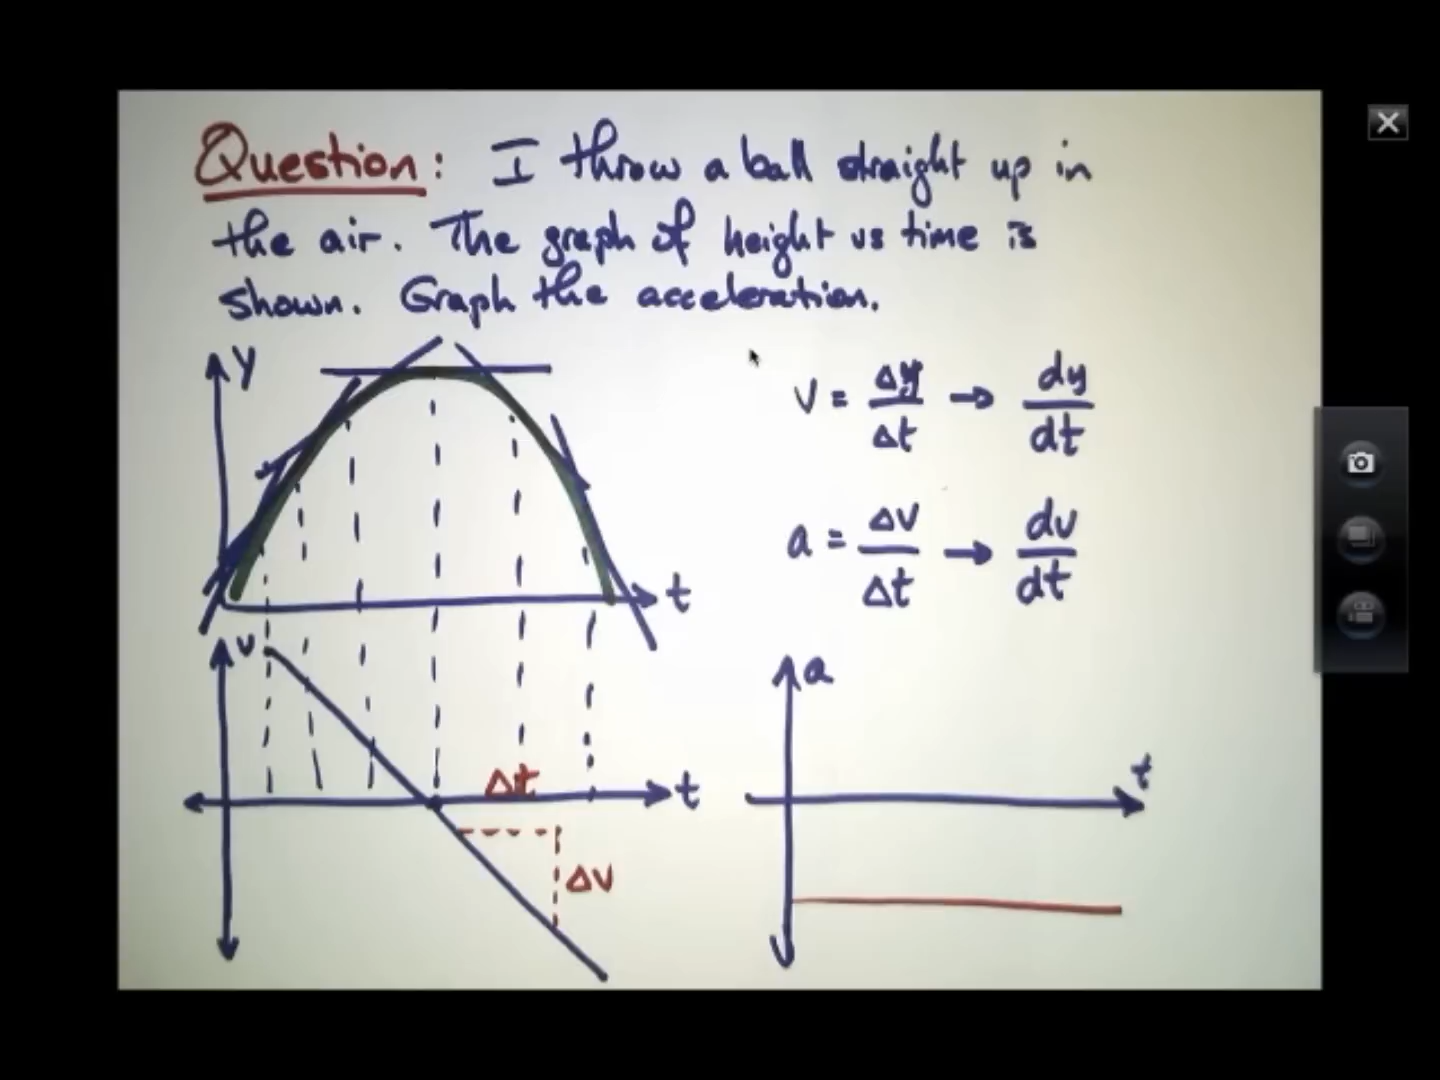 Question: I throw a ball straight up in
the air. The graph of height vs time is
shown. Graph the acceleration.
y
t
v = Δy/Δt → dy/dt
a = Δv/Δt → dv/dt
v
t
Δt
Δv
a
t